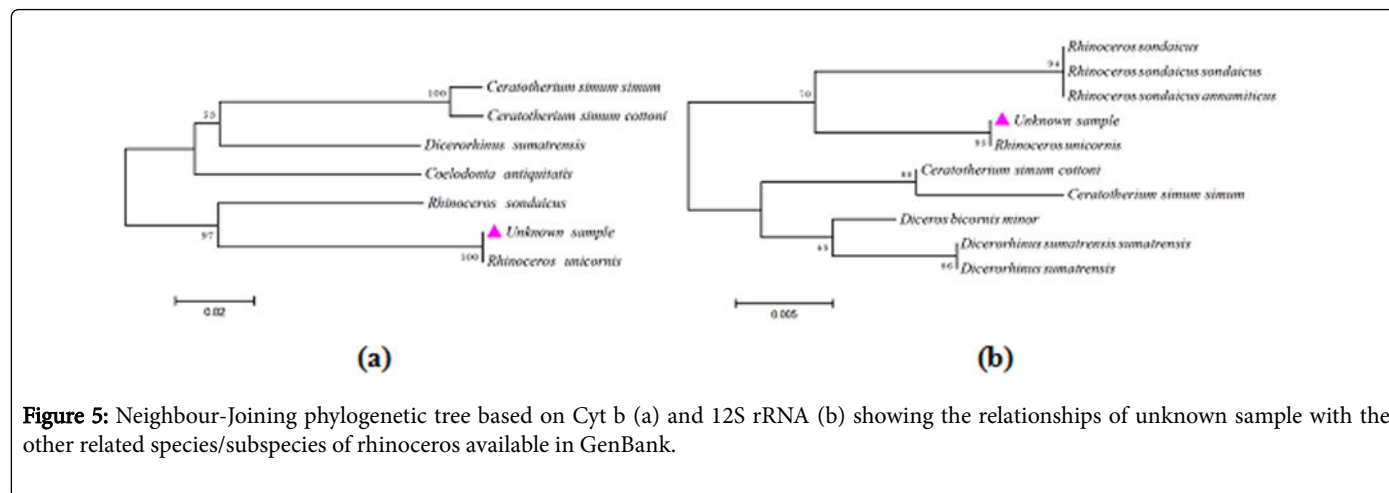 Ceratotherium simum simum
100
Ceratotherium simum cottoni
Dicerorhinus sumatrensis
Coelodonta antiquitatis
Rhinoceros sondaicus
97
Unknown sample
100
Rhinoceros unicornis
0.02
(a)
Rhinoceros sondaicus
94
Rhinoceros sondaicus sondaicus
Rhinoceros sondaicus annamiticus
70
Unknown sample
95
Rhinoceros unicornis
Ceratotherium simum cottoni
Ceratotherium simum simum
Diceros bicornis minor
Dicerorhinus sumatrensis sumatrensis
Dicerorhinus sumatrensis
0.005
(b)
Figure 5: Neighbour-Joining phylogenetic tree based on Cyt b (a) and 12S rRNA (b) showing the relationships of unknown sample with the
other related species/subspecies of rhinoceros available in GenBank.